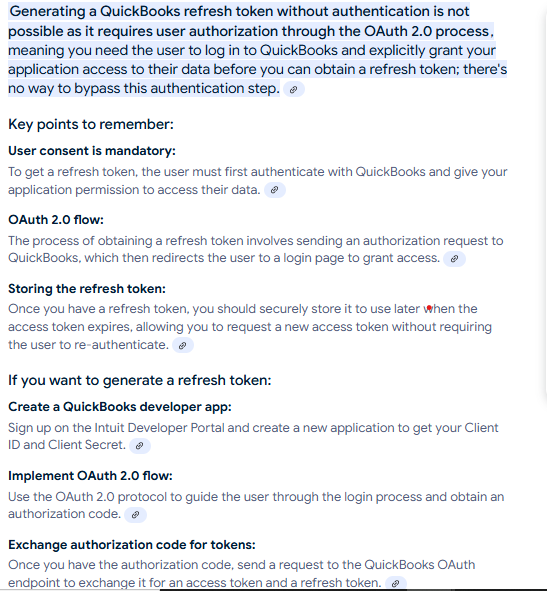 Generating a QuickBooks refresh token without authentication is not
possible as it requires user authorization through the OAuth 2.0 process,
meaning you need the user to log in to QuickBooks and explicitly grant your
application access to their data before you can obtain a refresh token; there's
no way to bypass this authentication step.
Key points to remember:
User consent is mandatory:
To get a refresh token, the user must first authenticate with QuickBooks and give your
application permission to access their data.
OAuth 2.0 flow:
The process of obtaining a refresh token involves sending an authorization request to
QuickBooks, which then redirects the user to a login page to grant access.
Storing the refresh token:
Once you have a refresh token, you should securely store it to use later when the
access token expires, allowing you to request a new access token without requiring
the user to re-authenticate.
If you want to generate a refresh token:
Create a QuickBooks developer app:
Sign up on the Intuit Developer Portal and create a new application to get your Client
ID and Client Secret.
Implement OAuth 2.0 flow:
Use the OAuth 2.0 protocol to guide the user through the login process and obtain an
authorization code.
Exchange authorization code for tokens:
Once you have the authorization code, send a request to the QuickBooks OAuth
endpoint to exchange it for an access token and a refresh token.